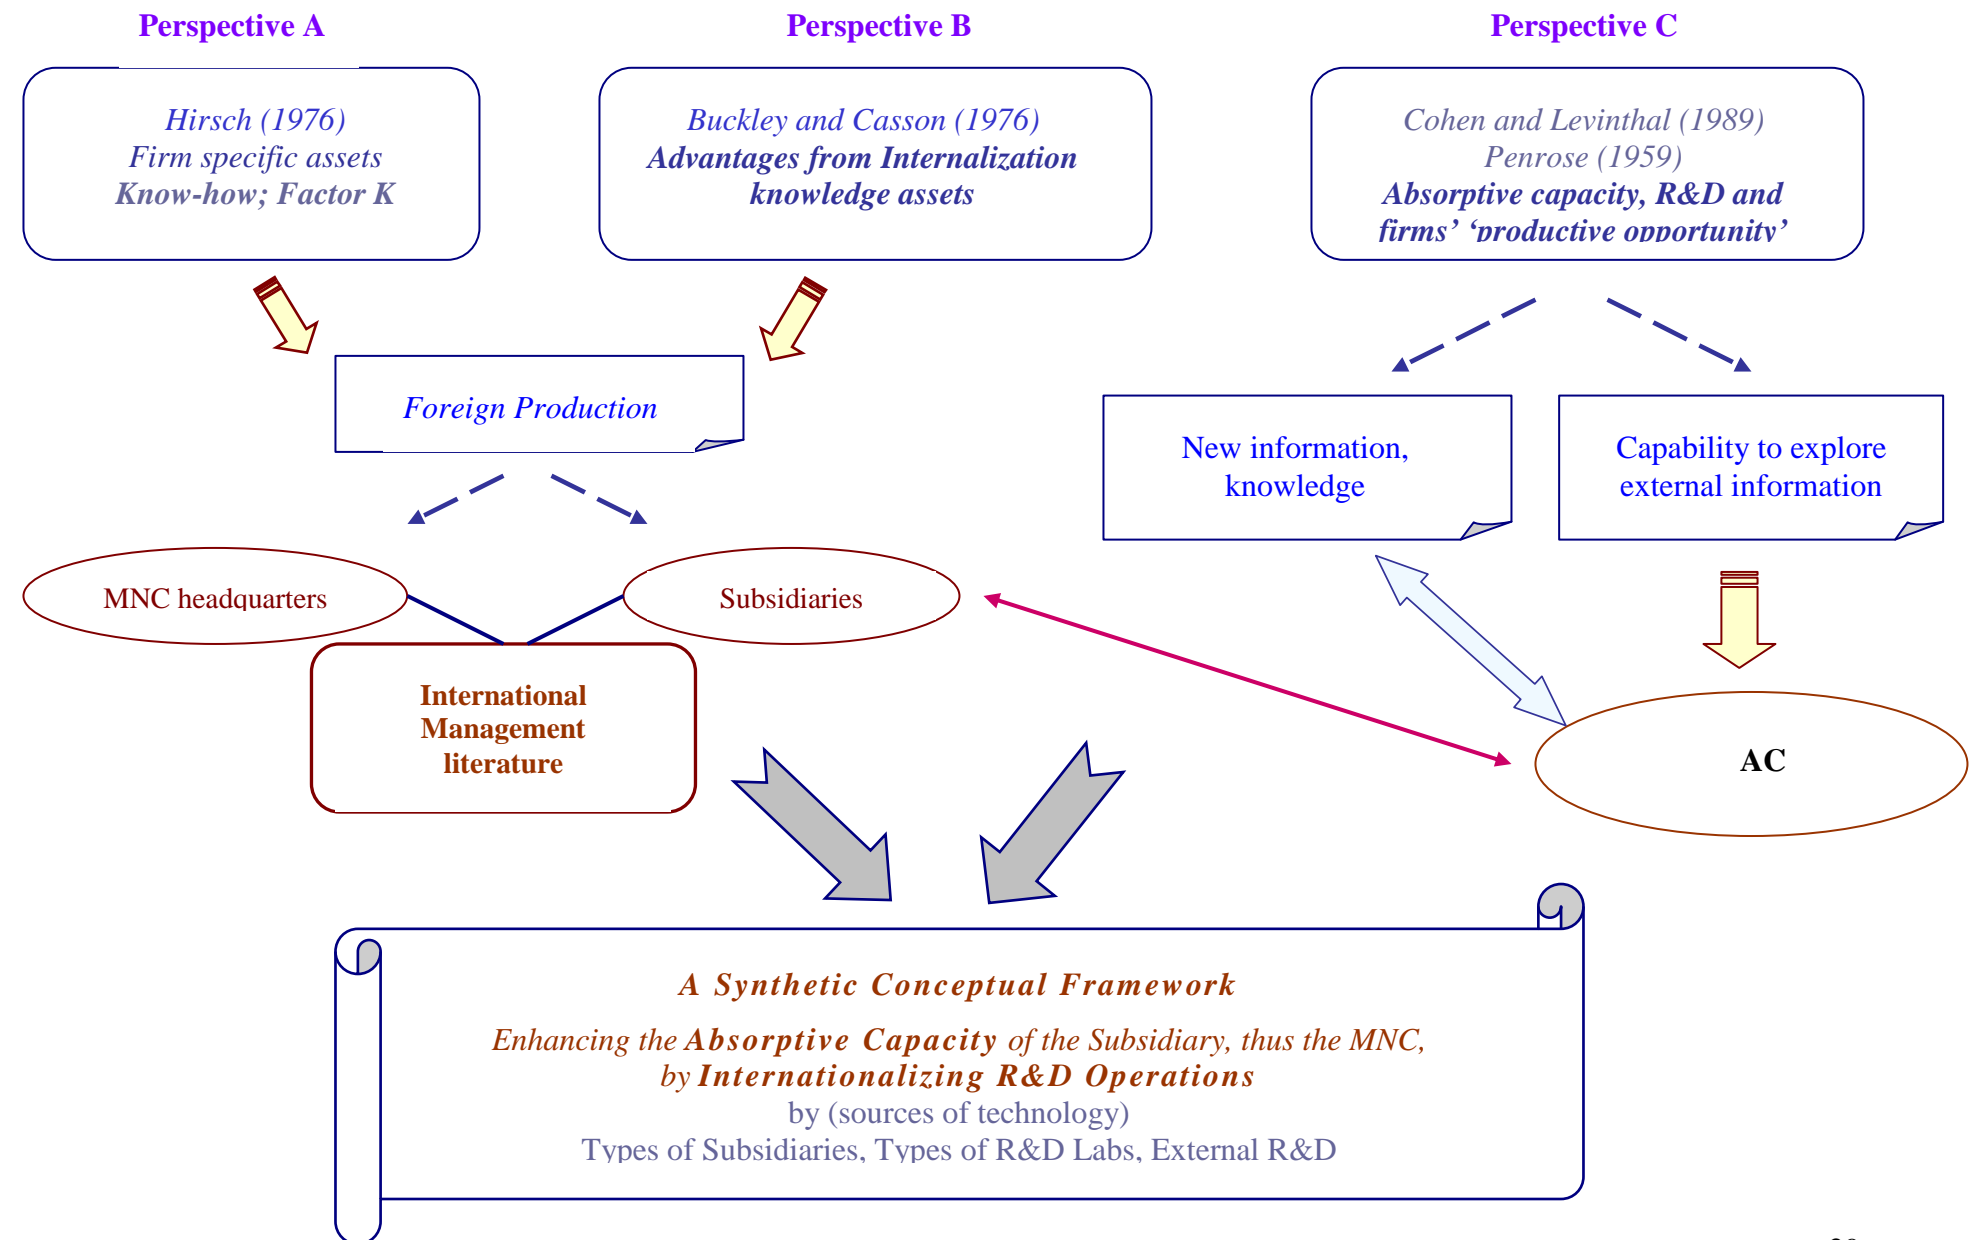 Perspective A
Perspective B
Perspective C
Hirsch (1976)
Firm specific assets
Know-how; Factor K
Buckley and Casson (1976)
Advantages from Internalization
knowledge assets
Cohen and Levinthal (1989)
Penrose (1959)
Absorptive capacity, R&D and
firms’ ‘productive opportunity’
Foreign Production
New information,
knowledge
Capability to explore
external information
MNC headquarters
Subsidiaries
International
Management
literature
AC
A Synthetic Conceptual Framework
Enhancing the Absorptive Capacity of the Subsidiary, thus the MNC,
by Internationalizing R&D Operations
by (sources of technology)
Types of Subsidiaries, Types of R&D Labs, External R&D